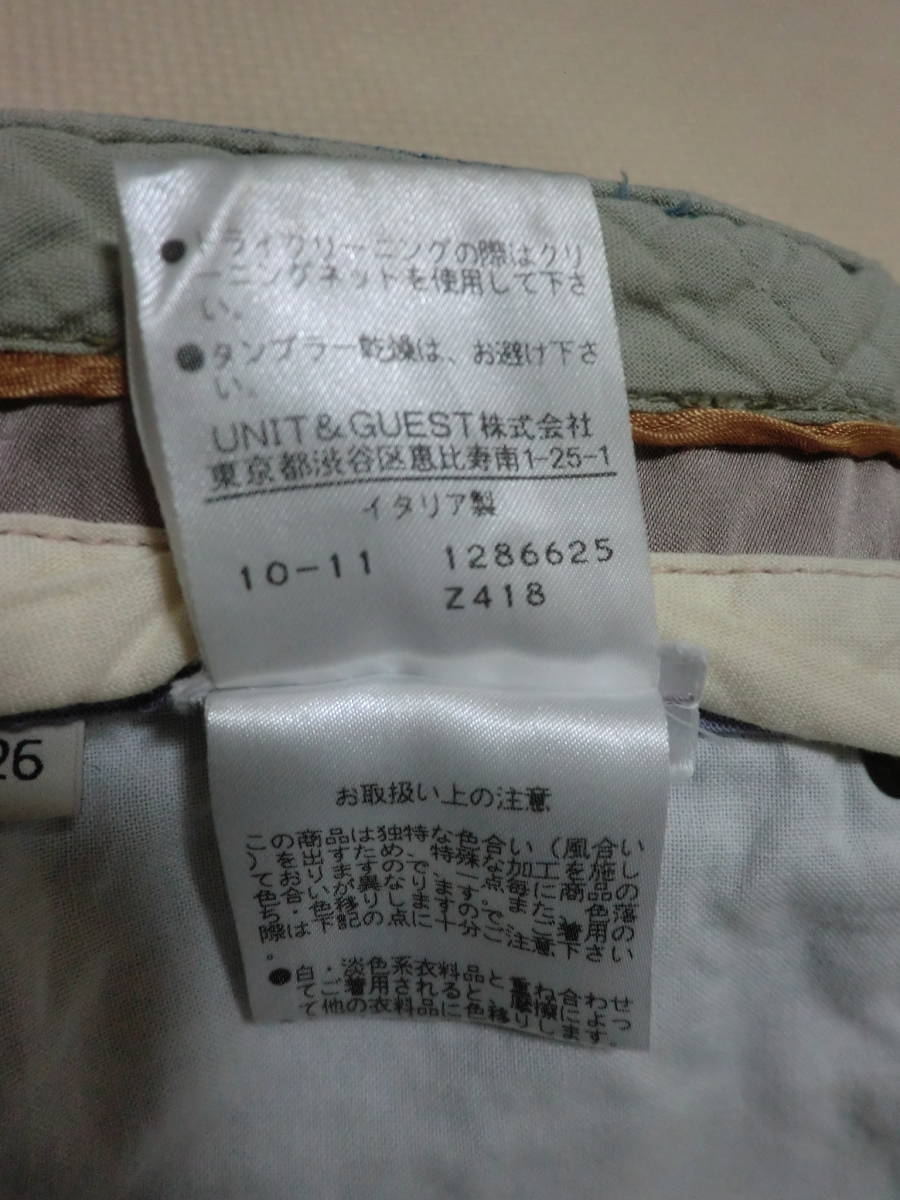 ●ドライクリーニングの際はクリ
ーニングネットを使用して下さ
い。
●タンブラー乾燥は、お避け下さ
い。
UNIT&GUEST株式会社
東京都渋谷区恵比寿南1-25-1
イタリア製
10-11 1286625
Z418
26
お取扱い上の注意
この商品は独特な色合い(風合い
)を出すため、特殊な加工を施し
ております。で、一点毎に商品の
色合いが異なります。また、色落
ち・色移りしますのでご着用の
際は下記の点に十分ご注意下さい
。
●白・淡色系衣料品と重ね合わせ
てご着用されると、摩擦によっ
て他の衣料品に色移りします。